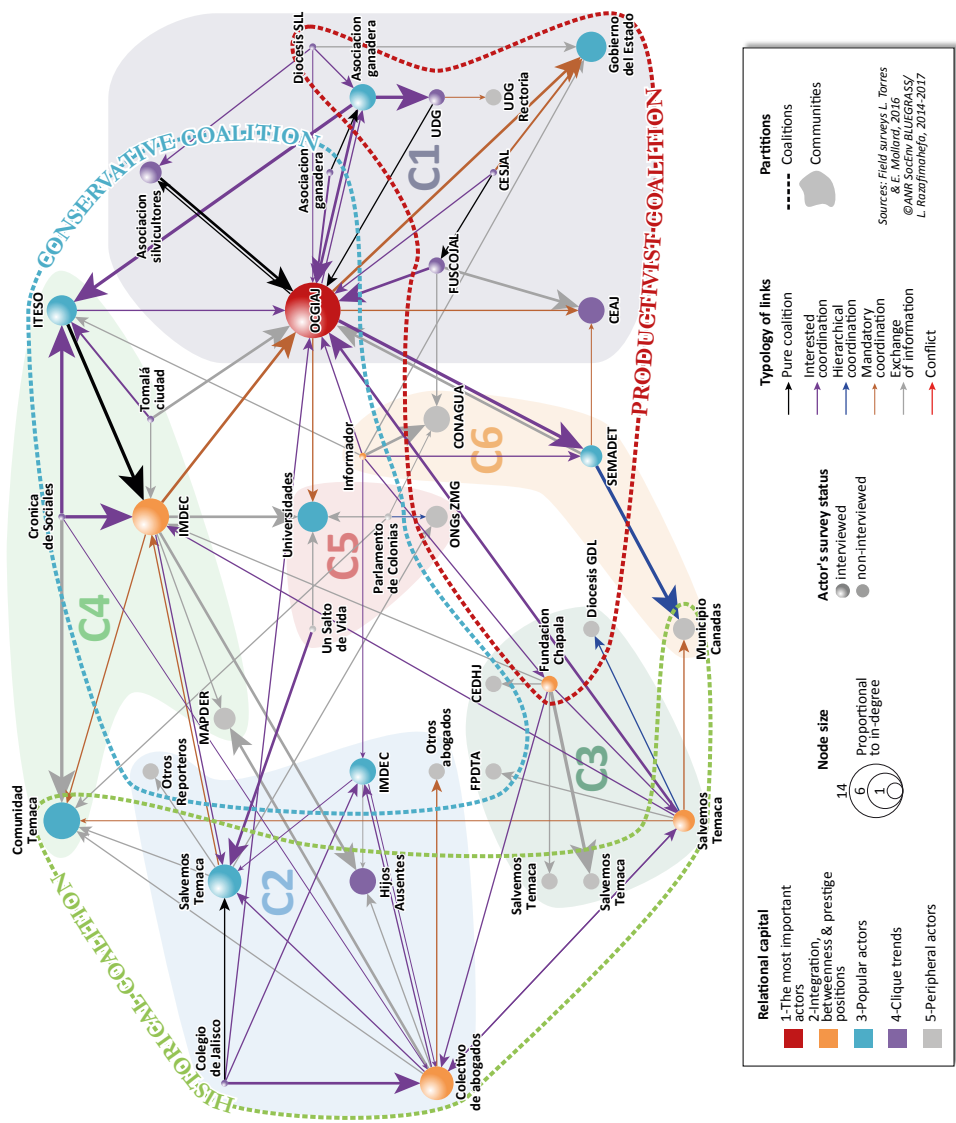 HISTORICAL COALITION
CONSERVATIVE COALITION
PRODUCTIVIST COALITION
C1
C2
C3
C4
C5
C6
Diocesis SLL
Asociacion
ganadera
Gobierno
del Estado
UDG
UDG
Rectoria
Asociacion
silvicultores
Asociacion
ganadera
CESJAL
FUSCOJAL
ITESO
OCGIAJ
CEAJ
Tomalá
ciudad
CONAGUA
Informador
SEMADET
Cronica
de Sociales
IMDEC
Universidades
Parlamento
de Colonias
ONGs ZMG
Un Salto
de Vida
Diocesis GDL
Municipio
Canadas
Fundacion
Chapala
CEDHJ
MAPDER
Otros
Reporteros
Otros
abogados
IMDEC
FPDTA
Comunidad
Temaca
Salvemos
Temaca
Salvemos
Temaca
Hijos
Ausentes
Salvemos
Temaca
Salvemos
Temaca
Colegio
de Jalisco
Colectivo
de abogados
Relational capital
1-The most important
actors
2-Integration,
betweenness & prestige
positions
3-Popular actors
4-Clique trends
5-Peripheral actors
Node size
14
6
1
Proportional
to in-degree
Actor's survey status
interviewed
non-interviewed
Typology of links
Pure coalition
Interested
coordination
Hierarchical
coordination
Mandatory
coordination
Exchange
of information
Conflict
Partitions
Coalitions
Communities
Sources: Field surveys L. Torres
& E. Mollard, 2016
©ANR SocEnv BLUEGRASS/
L. Razafimahefa, 2014-2017